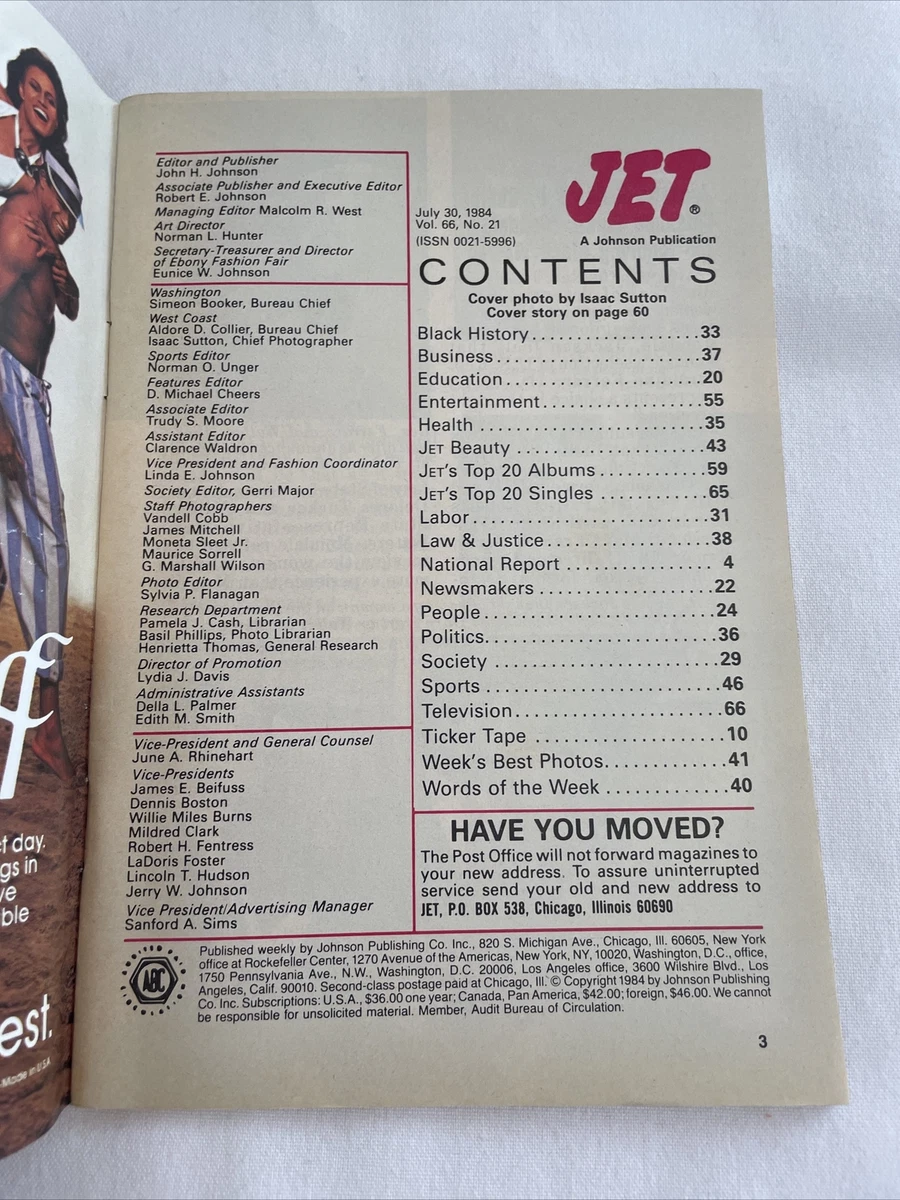 Editor and Publisher
John H. Johnson
Associate Publisher and Executive Editor
Robert E. Johnson
Managing Editor Malcolm R. West
Art Director
Norman L. Hunter
Secretary-Treasurer and Director
of Ebony Fashion Fair
Eunice W. Johnson
Washington
Simeon Booker, Bureau Chief
West Coast
Aldore D. Collier, Bureau Chief
Isaac Sutton, Chief Photographer
Sports Editor
Norman O. Unger
Features Editor
D. Michael Cheers
Associate Editor
Trudy S. Moore
Assistant Editor
Clarence Waldron
Vice President and Fashion Coordinator
Linda E. Johnson
Society Editor, Gerri Major
Staff Photographers
Vandell Cobb
James Mitchell
Moneta Sleet Jr.
Maurice Sorrell
G. Marshall Wilson
Photo Editor
Sylvia P. Flanagan
Research Department
Pamela J. Cash, Librarian
Basil Phillips, Photo Librarian
Henrietta Thomas, General Research
Director of Promotion
Lydia J. Davis
Administrative Assistants
Della L. Palmer
Edith M. Smith
Vice-President and General Counsel
June A. Rhinehart
Vice-Presidents
James E. Beifuss
Dennis Boston
Willie Miles Burns
Mildred Clark
Robert H. Fentress
LaDoris Foster
Lincoln T. Hudson
Jerry W. Johnson
Vice President/Advertising Manager
Sanford A. Sims
JET®
July 30, 1984
Vol. 66, No. 21
(ISSN 0021-5996)
A Johnson Publication
CONTENTS
Cover photo by Isaac Sutton
Cover story on page 60
Black History..................33
Business......................37
Education.....................20
Entertainment.................55
Health ........................35
JET Beauty ....................43
JET's Top 20 Albums ...........59
JET's Top 20 Singles ...........65
Labor.........................31
Law & Justice..................38
National Report ............... 4
Newsmakers ..................22
People........................24
Politics........................36
Society .......................29
Sports ........................46
Television.....................66
Ticker Tape ...................10
Week's Best Photos............41
Words of the Week .............40
HAVE YOU MOVED?
The Post Office will not forward magazines to
your new address. To assure uninterrupted
service send your old and new address to
JET, P.O. BOX 538, Chicago, Illinois 60690
ABC
Published weekly by Johnson Publishing Co. Inc., 820 S. Michigan Ave., Chicago, Ill. 60605, New York
office at Rockefeller Center, 1270 Avenue of the Americas, New York, NY, 10020, Washington, D.C., office,
1750 Pennsylvania Ave., N.W., Washington, D.C. 20006, Los Angeles office, 3600 Wilshire Blvd., Los
Angeles, Calif. 90010. Second-class postage paid at Chicago, Ill. © Copyright 1984 by Johnson Publishing
Co. Inc. Subscriptions: U.S.A., $36.00 one year; Canada, Pan America, $42.00; foreign, $46.00. We cannot
be responsible for unsolicited material. Member, Audit Bureau of Circulation.
3
f
day.
in
est.
Made in USA